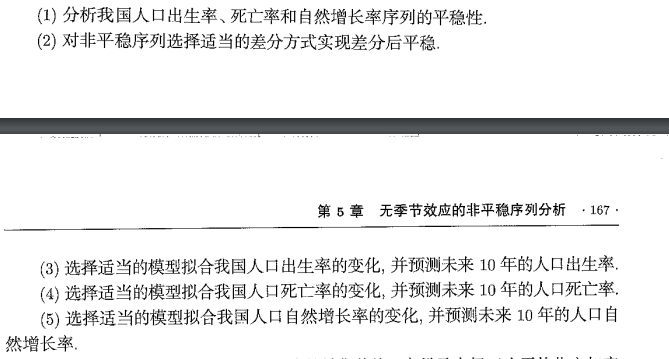 (1) 分析我国人口出生率、死亡率和自然增长率序列的平稳性.
(2) 对非平稳序列选择适当的差分方式实现差分后平稳.
第 5 章 无季节效应的非平稳序列分析 ·167·
(3) 选择适当的模型拟合我国人口出生率的变化, 并预测未来 10 年的人口出生率.
(4) 选择适当的模型拟合我国人口死亡率的变化, 并预测未来 10 年的人口死亡率.
(5) 选择适当的模型拟合我国人口自然增长率的变化, 并预测未来 10 年的人口自
然增长率.